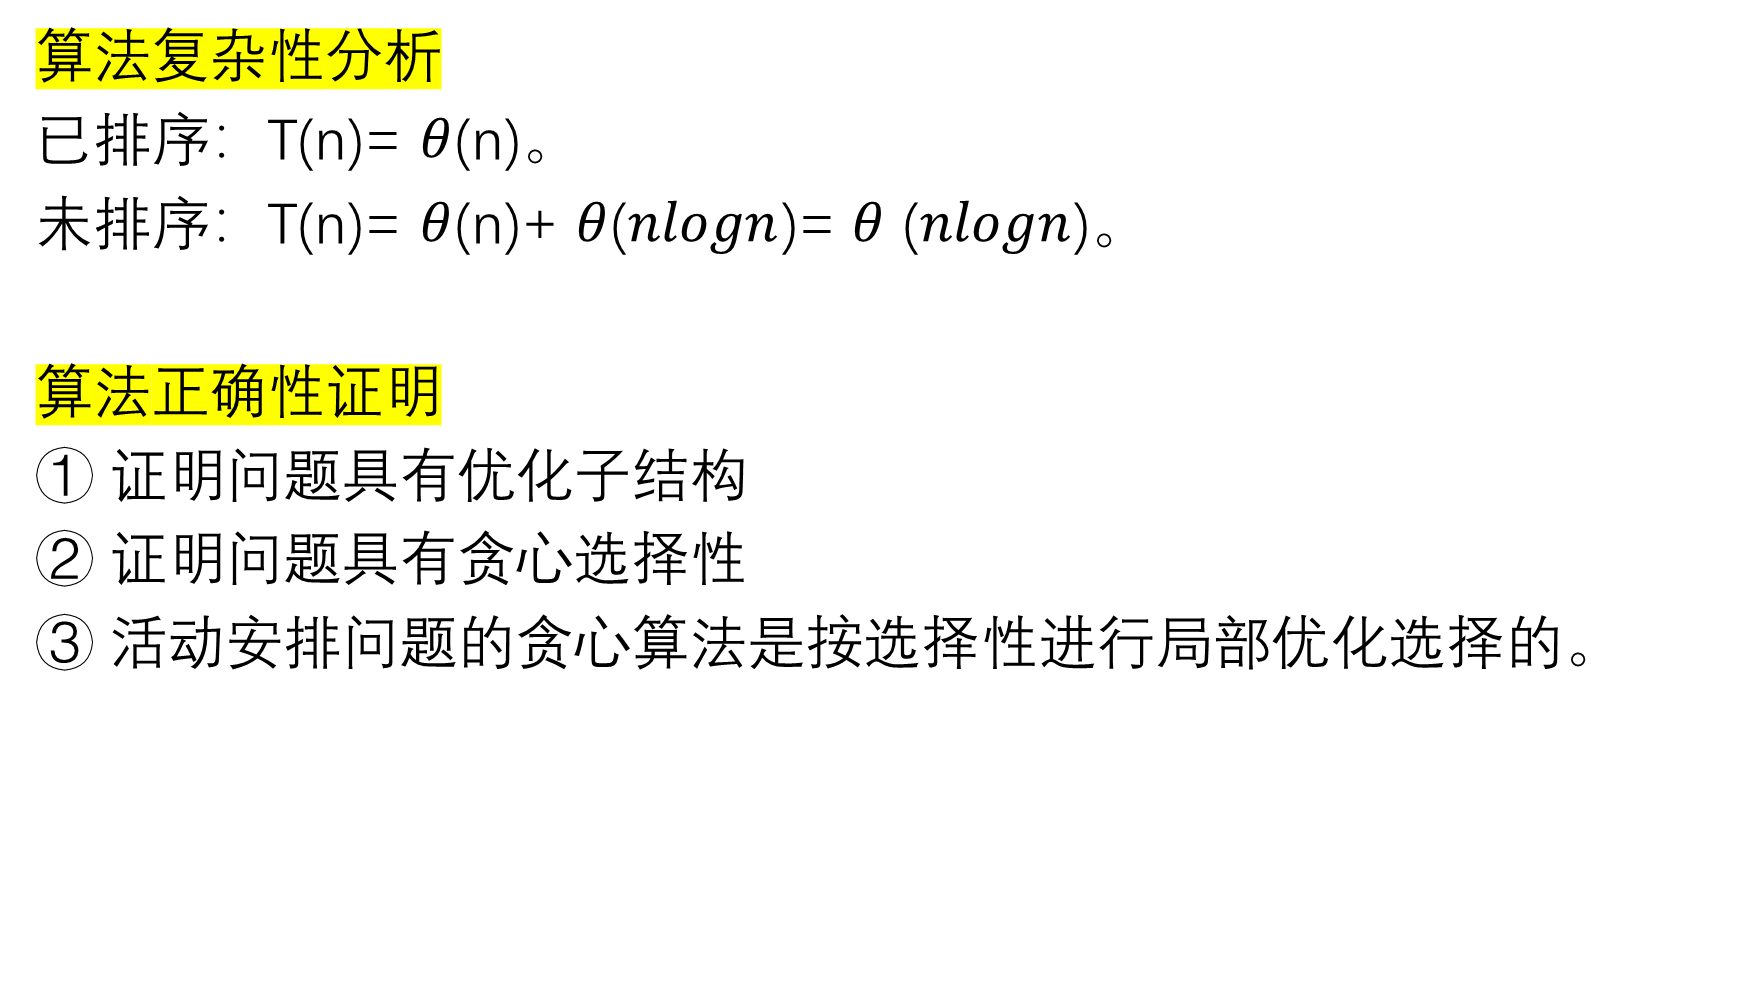 算法复杂性分析
已排序：T(n)= θ(n)。
未排序：T(n)= θ(n)+ θ(nlogn)= θ (nlogn)。
算法正确性证明
① 证明问题具有优化子结构
② 证明问题具有贪心选择性
③ 活动安排问题的贪心算法是按选择性进行局部优化选择的。